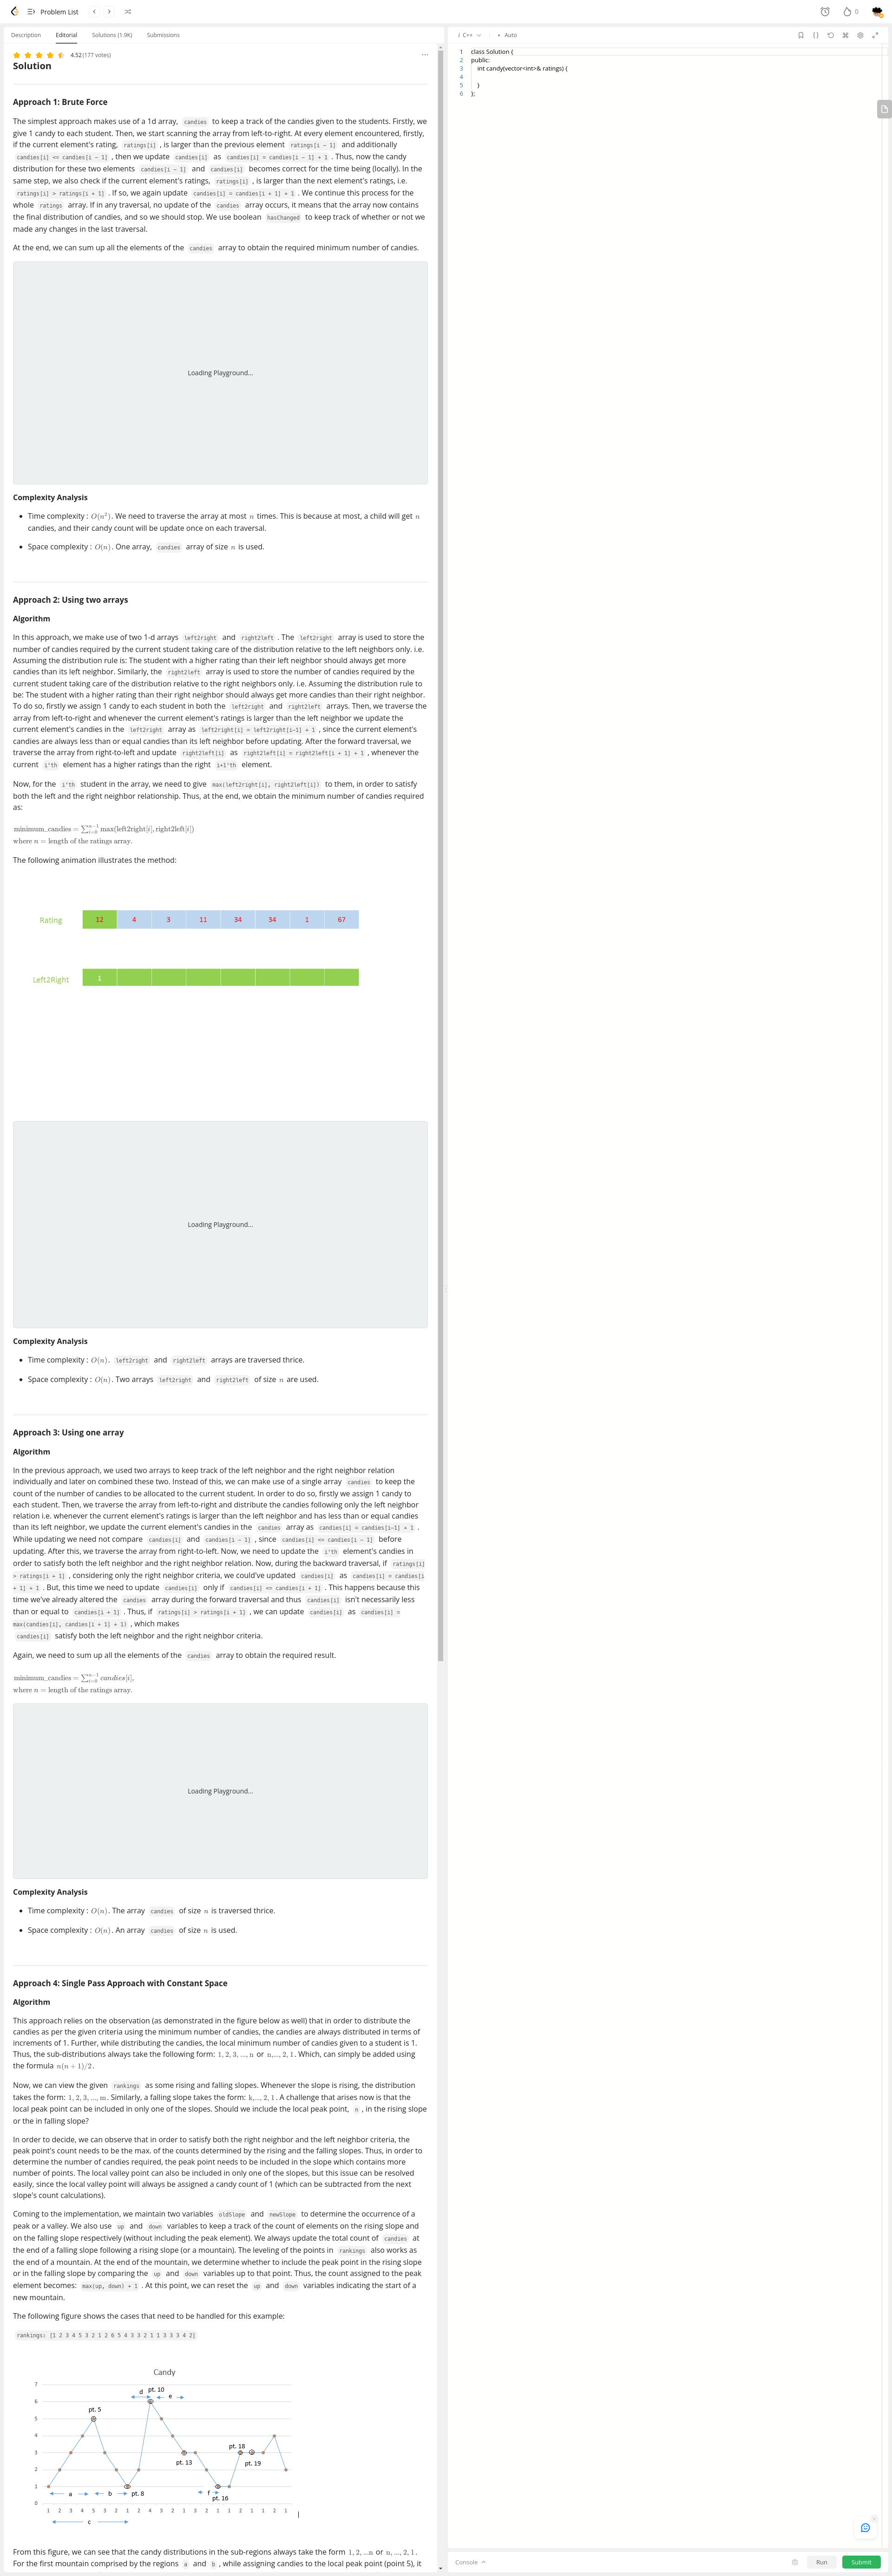 Problem List
0
Description Editorial Solutions (1.9K) Submissions
4.52 (177 votes)
Solution
Approach 1: Brute Force
The simplest approach makes use of a 1d array, candies to keep a track of the candies given to the students. Firstly, we
give 1 candy to each student. Then, we start scanning the array from left-to-right. At every element encountered, firstly,
if the current element's rating, ratings[i] , is larger than the previous element ratings[i − 1] and additionally
candies[i] <= candies[i − 1] , then we update candies[i] as candies[i] = candies[i − 1] + 1 . Thus, now the candy
distribution for these two elements candies[i − 1] and candies[i] becomes correct for the time being (locally). In the
same step, we also check if the current element's ratings, ratings[i] , is larger than the next element's ratings, i.e.
ratings[i] > ratings[i + 1] . If so, we again update candies[i] = candies[i + 1] + 1 . We continue this process for the
whole ratings array. If in any traversal, no update of the candies array occurs, it means that the array now contains
the final distribution of candies, and so we should stop. We use boolean hasChanged to keep track of whether or not we
made any changes in the last traversal.
At the end, we can sum up all the elements of the candies array to obtain the required minimum number of candies.
Loading Playground...
Complexity Analysis
• Time complexity : O(n²). We need to traverse the array at most n times. This is because at most, a child will get n
candies, and their candy count will be update once on each traversal.
• Space complexity : O(n). One array, candies array of size n is used.
Approach 2: Using two arrays
Algorithm
In this approach, we make use of two 1-d arrays left2right and right2left . The left2right array is used to store the
number of candies required by the current student taking care of the distribution relative to the left neighbors only. i.e.
Assuming the distribution rule is: The student with a higher rating than their left neighbor should always get more
candies than its left neighbor. Similarly, the right2left array is used to store the number of candies required by the
current student taking care of the distribution relative to the right neighbors only. i.e. Assuming the distribution rule to
be: The student with a higher rating than their right neighbor should always get more candies than their right neighbor.
To do so, firstly we assign 1 candy to each student in both the left2right and right2left arrays. Then, we traverse the
array from left-to-right and whenever the current element's ratings is larger than the left neighbor we update the
current element's candies in the left2right array as left2right[i] = left2right[i−1] + 1 , since the current element's
candies are always less than or equal candies than its left neighbor before updating. After the forward traversal, we
traverse the array from right-to-left and update right2left[i] as right2left[i] = right2left[i + 1] + 1 , whenever the
current i'th element has a higher ratings than the right i+1'th element.
Now, for the i'th student in the array, we need to give max(left2right[i], right2left[i]) to them, in order to satisfy
both the left and the right neighbor relationship. Thus, at the end, we obtain the minimum number of candies required
as:
minimum_candies = ∑ⁿ⁻¹ᵢ₌₀ max(left2right[i], right2left[i])
where n = length of the ratings array.
The following animation illustrates the method:
Rating 12 4 3 11 34 34 1 67
Left2Right 1
Loading Playground...
Complexity Analysis
• Time complexity : O(n). left2right and right2left arrays are traversed thrice.
• Space complexity : O(n). Two arrays left2right and right2left of size n are used.
Approach 3: Using one array
Algorithm
In the previous approach, we used two arrays to keep track of the left neighbor and the right neighbor relation
individually and later on combined these two. Instead of this, we can make use of a single array candies to keep the
count of the number of candies to be allocated to the current student. In order to do so, firstly we assign 1 candy to
each student. Then, we traverse the array from left-to-right and distribute the candies following only the left neighbor
relation i.e. whenever the current element's ratings is larger than the left neighbor and has less than or equal candies
than its left neighbor, we update the current element's candies in the candies array as candies[i] = candies[i−1] + 1 .
While updating we need not compare candies[i] and candies[i − 1] , since candies[i] <= candies[i − 1] before
updating. After this, we traverse the array from right-to-left. Now, we need to update the i'th element's candies in
order to satisfy both the left neighbor and the right neighbor relation. Now, during the backward traversal, if ratings[i]
> ratings[i + 1] , considering only the right neighbor criteria, we could've updated candies[i] as candies[i] = candies[i
+ 1] + 1 . But, this time we need to update candies[i] only if candies[i] <= candies[i + 1] . This happens because this
time we've already altered the candies array during the forward traversal and thus candies[i] isn't necessarily less
than or equal to candies[i + 1] . Thus, if ratings[i] > ratings[i + 1] , we can update candies[i] as candies[i] =
max(candies[i], candies[i + 1] + 1) , which makes
candies[i] satisfy both the left neighbor and the right neighbor criteria.
Again, we need to sum up all the elements of the candies array to obtain the required result.
minimum_candies = ∑ⁿ⁻¹ᵢ₌₀ candies[i],
where n = length of the ratings array.
Loading Playground...
Complexity Analysis
• Time complexity : O(n). The array candies of size n is traversed thrice.
• Space complexity : O(n). An array candies of size n is used.
Approach 4: Single Pass Approach with Constant Space
Algorithm
This approach relies on the observation (as demonstrated in the figure below as well) that in order to distribute the
candies as per the given criteria using the minimum number of candies, the candies are always distributed in terms of
increments of 1. Further, while distributing the candies, the local minimum number of candies given to a student is 1.
Thus, the sub-distributions always take the following form: 1, 2, 3, ..., n or n,..., 2, 1. Which, can simply be added using
the formula n(n + 1)/2.
Now, we can view the given rankings as some rising and falling slopes. Whenever the slope is rising, the distribution
takes the form: 1, 2, 3, ..., m. Similarly, a falling slope takes the form: k,..., 2, 1. A challenge that arises now is that the
local peak point can be included in only one of the slopes. Should we include the local peak point, n , in the rising slope
or the in falling slope?
In order to decide, we can observe that in order to satisfy both the right neighbor and the left neighbor criteria, the
peak point's count needs to be the max. of the counts determined by the rising and the falling slopes. Thus, in order to
determine the number of candies required, the peak point needs to be included in the slope which contains more
number of points. The local valley point can also be included in only one of the slopes, but this issue can be resolved
easily, since the local valley point will always be assigned a candy count of 1 (which can be subtracted from the next
slope's count calculations).
Coming to the implementation, we maintain two variables oldSlope and newSlope to determine the occurrence of a
peak or a valley. We also use up and down variables to keep a track of the count of elements on the rising slope and
on the falling slope respectively (without including the peak element). We always update the total count of candies at
the end of a falling slope following a rising slope (or a mountain). The leveling of the points in rankings also works as
the end of a mountain. At the end of the mountain, we determine whether to include the peak point in the rising slope
or in the falling slope by comparing the up and down variables up to that point. Thus, the count assigned to the peak
element becomes: max(up, down) + 1 . At this point, we can reset the up and down variables indicating the start of a
new mountain.
The following figure shows the cases that need to be handled for this example:
rankings: [1 2 3 4 5 3 2 1 2 6 5 4 3 3 2 1 1 3 3 3 4 2]
Candy
7
6
5
4
3
2
1
0
pt. 5
d
pt. 10
e
pt. 13
pt. 18
pt. 19
a
b
pt. 8
f
pt. 16
1 2 3 4 5 3 2 1 2 4 3 2 1 3 2 1 1 2 1 1 2 1
c
From this figure, we can see that the candy distributions in the sub-regions always take the form 1, 2, ...n or n,..., 2, 1.
For the first mountain comprised by the regions a and b , while assigning candies to the local peak point (point 5), it
i C++
• Auto
1 class Solution {
2 public:
3 int candy(vector<int>& ratings) {
4
5 }
6 };
Console
Run
Submit